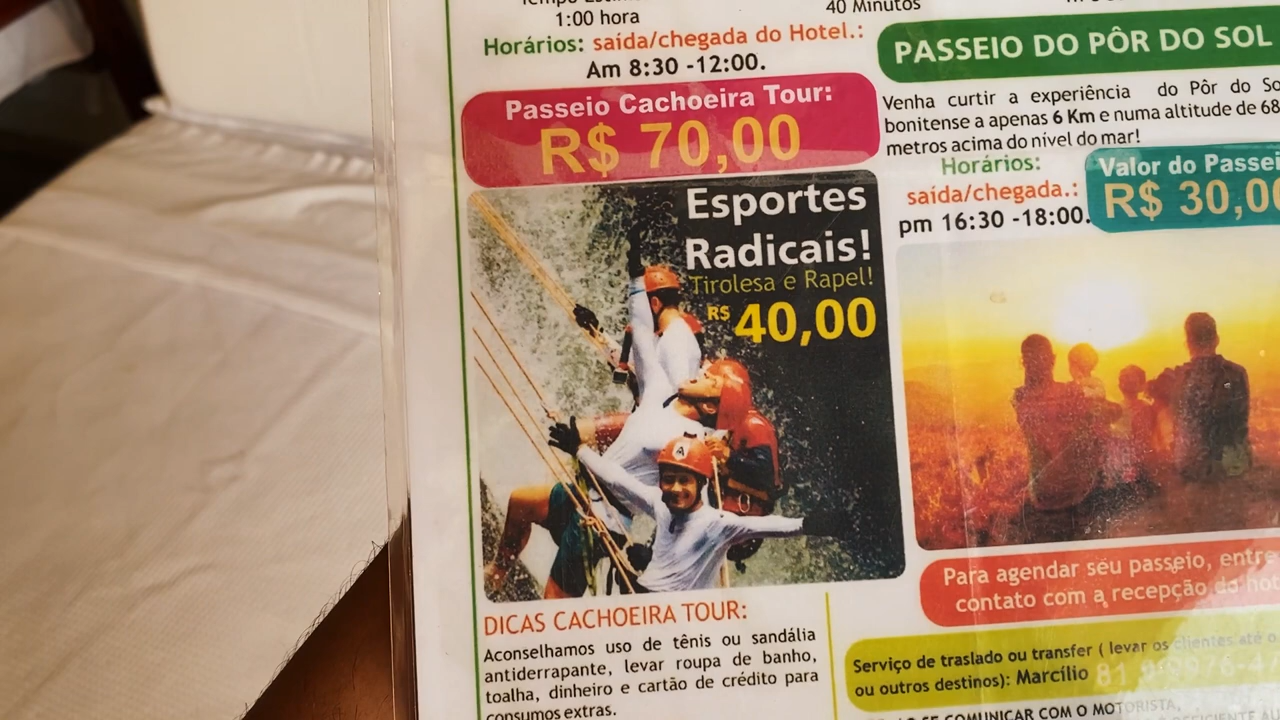 1:00 hora
Horários: saída/chegada do Hotel.:
Am 8:30 -12:00.
Passeio Cachoeira Tour:
R$ 70,00
Esportes
Radicais!
Tirolesa e Rapel!
R$ 40,00
DICAS CACHOEIRA TOUR:
Aconselhamos uso de tênis ou sandália
antiderrapante, levar roupa de banho,
toalha, dinheiro e cartão de crédito para
consumos extras.
40 Minutos
PASSEIO DO PÔR DO SOL
Venha curtir a experiência do Pôr do
bonitense a apenas 6 Km e numa altitude de
metros acima do nível do mar!
Horários:
saída/chegada.:
pm 16:30 -18:00.
Valor do
R$ 30,00
Para agendar seu passeio, entre
contato com a recepção do
Serviço de traslado ou transfer ( levar os clientes até o
ou outros destinos): Marcílio
SE COMUNICAR COM O MOTORISTA,